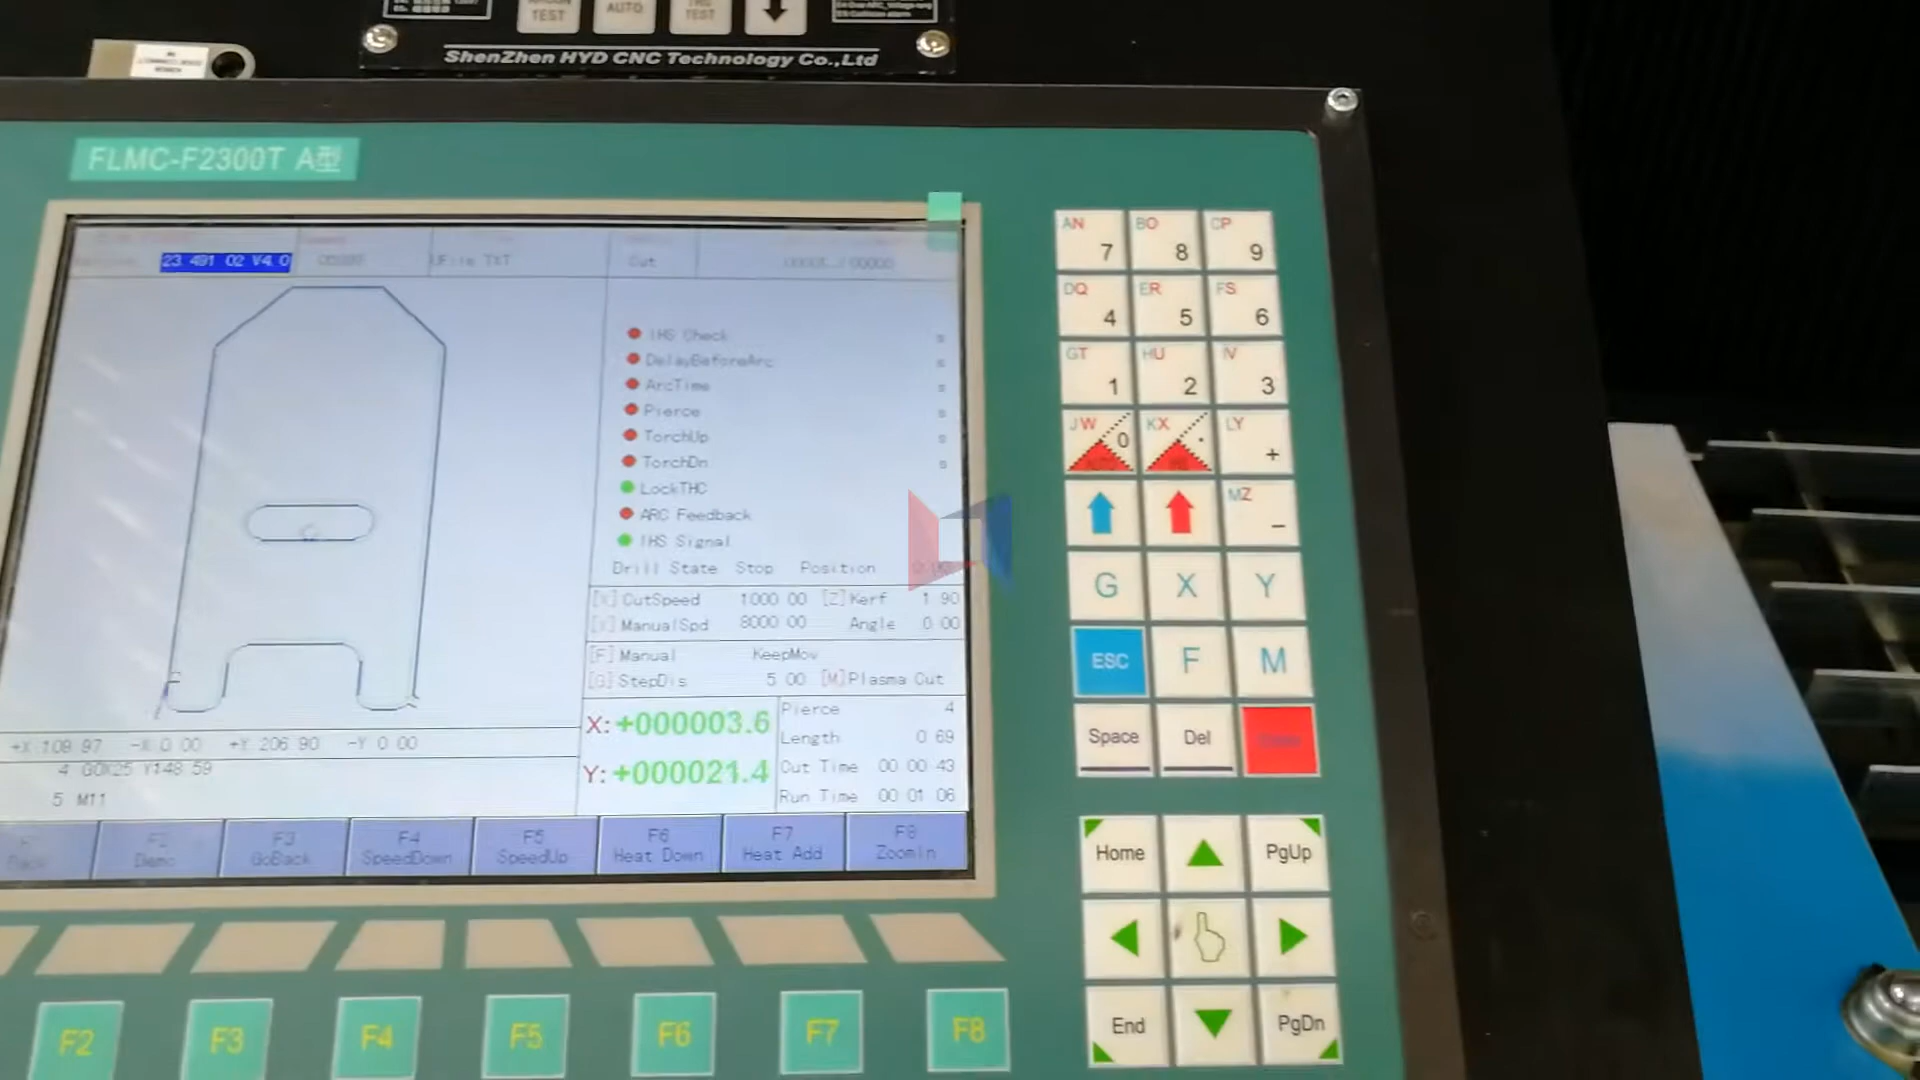 TEST
AUTO
TEST
ShenZhen HYD CNC Technology Co.,Ltd
FLMC-F2300T A型
23 491 02 V4.0
UFile TXT
Cut
IHS Check s
DelayBeforeArc s
ArcTime s
Pierce s
TorchUp s
TorchDn s
LockTHC
ARC Feedback
IHS Signal
Drill State Stop Position
CutSpeed 1000 00 [Z] Kerf 1 90
ManualSpd 8000 00 Angle 0 00
[F] Manual KeepMov
[G] StepDis 5 00 [M] Plasma Cut
X: +000003.6
Y: +000021.4
Pierce 4
Length 0 69
Cut Time 00 00 43
Run Time 00 01 06
+X 109 97 -X 0 00 +Y 206 90 -Y 0 00
4 G0X25 Y148 59
5 M11
F2 Demo
F3 GoBack
F4 SpeedDown
F5 SpeedUp
F6 Heat Down
F7 Heat Add
F8 ZoomIn
F2 F3 F4 F5 F6 F7 F8
AN 7 BO 8 CP 9
DQ 4 ER 5 FS 6
GT 1 HU 2 IV 3
JW 0 KX . LY +
MZ -
G X Y
ESC F M
Space Del
Home PgUp
End PgDn